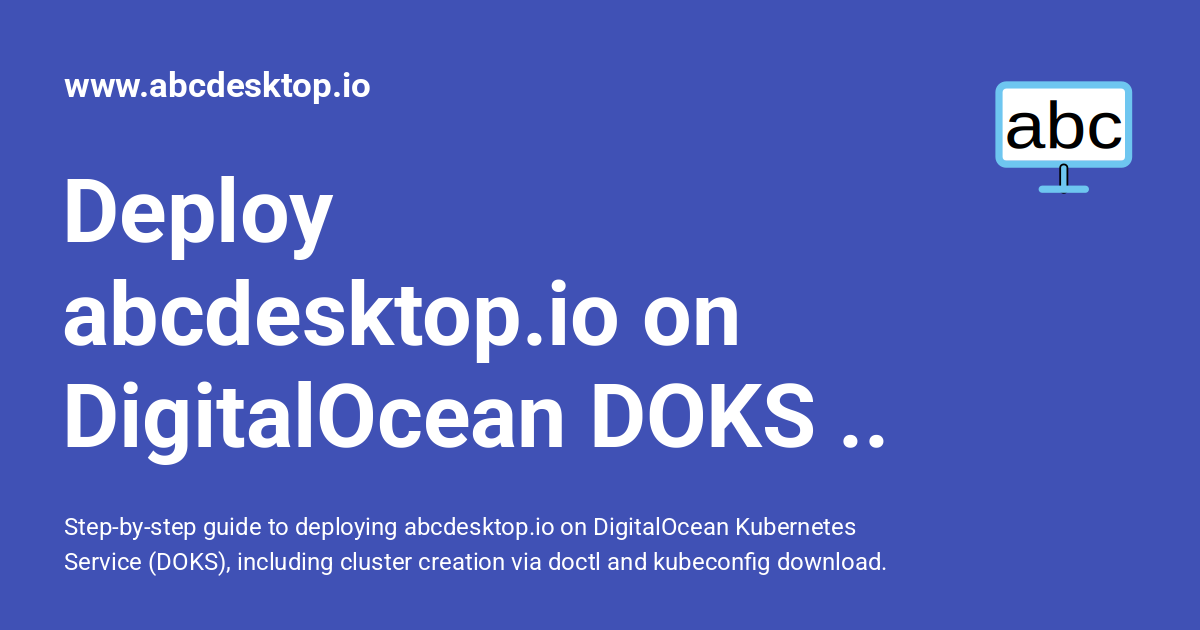 www.abcdesktop.io
abc
Deploy
abcdesktop.io on
DigitalOcean DOKS ..
Step-by-step guide to deploying abcdesktop.io on DigitalOcean Kubernetes
Service (DOKS), including cluster creation via doctl and kubeconfig download.